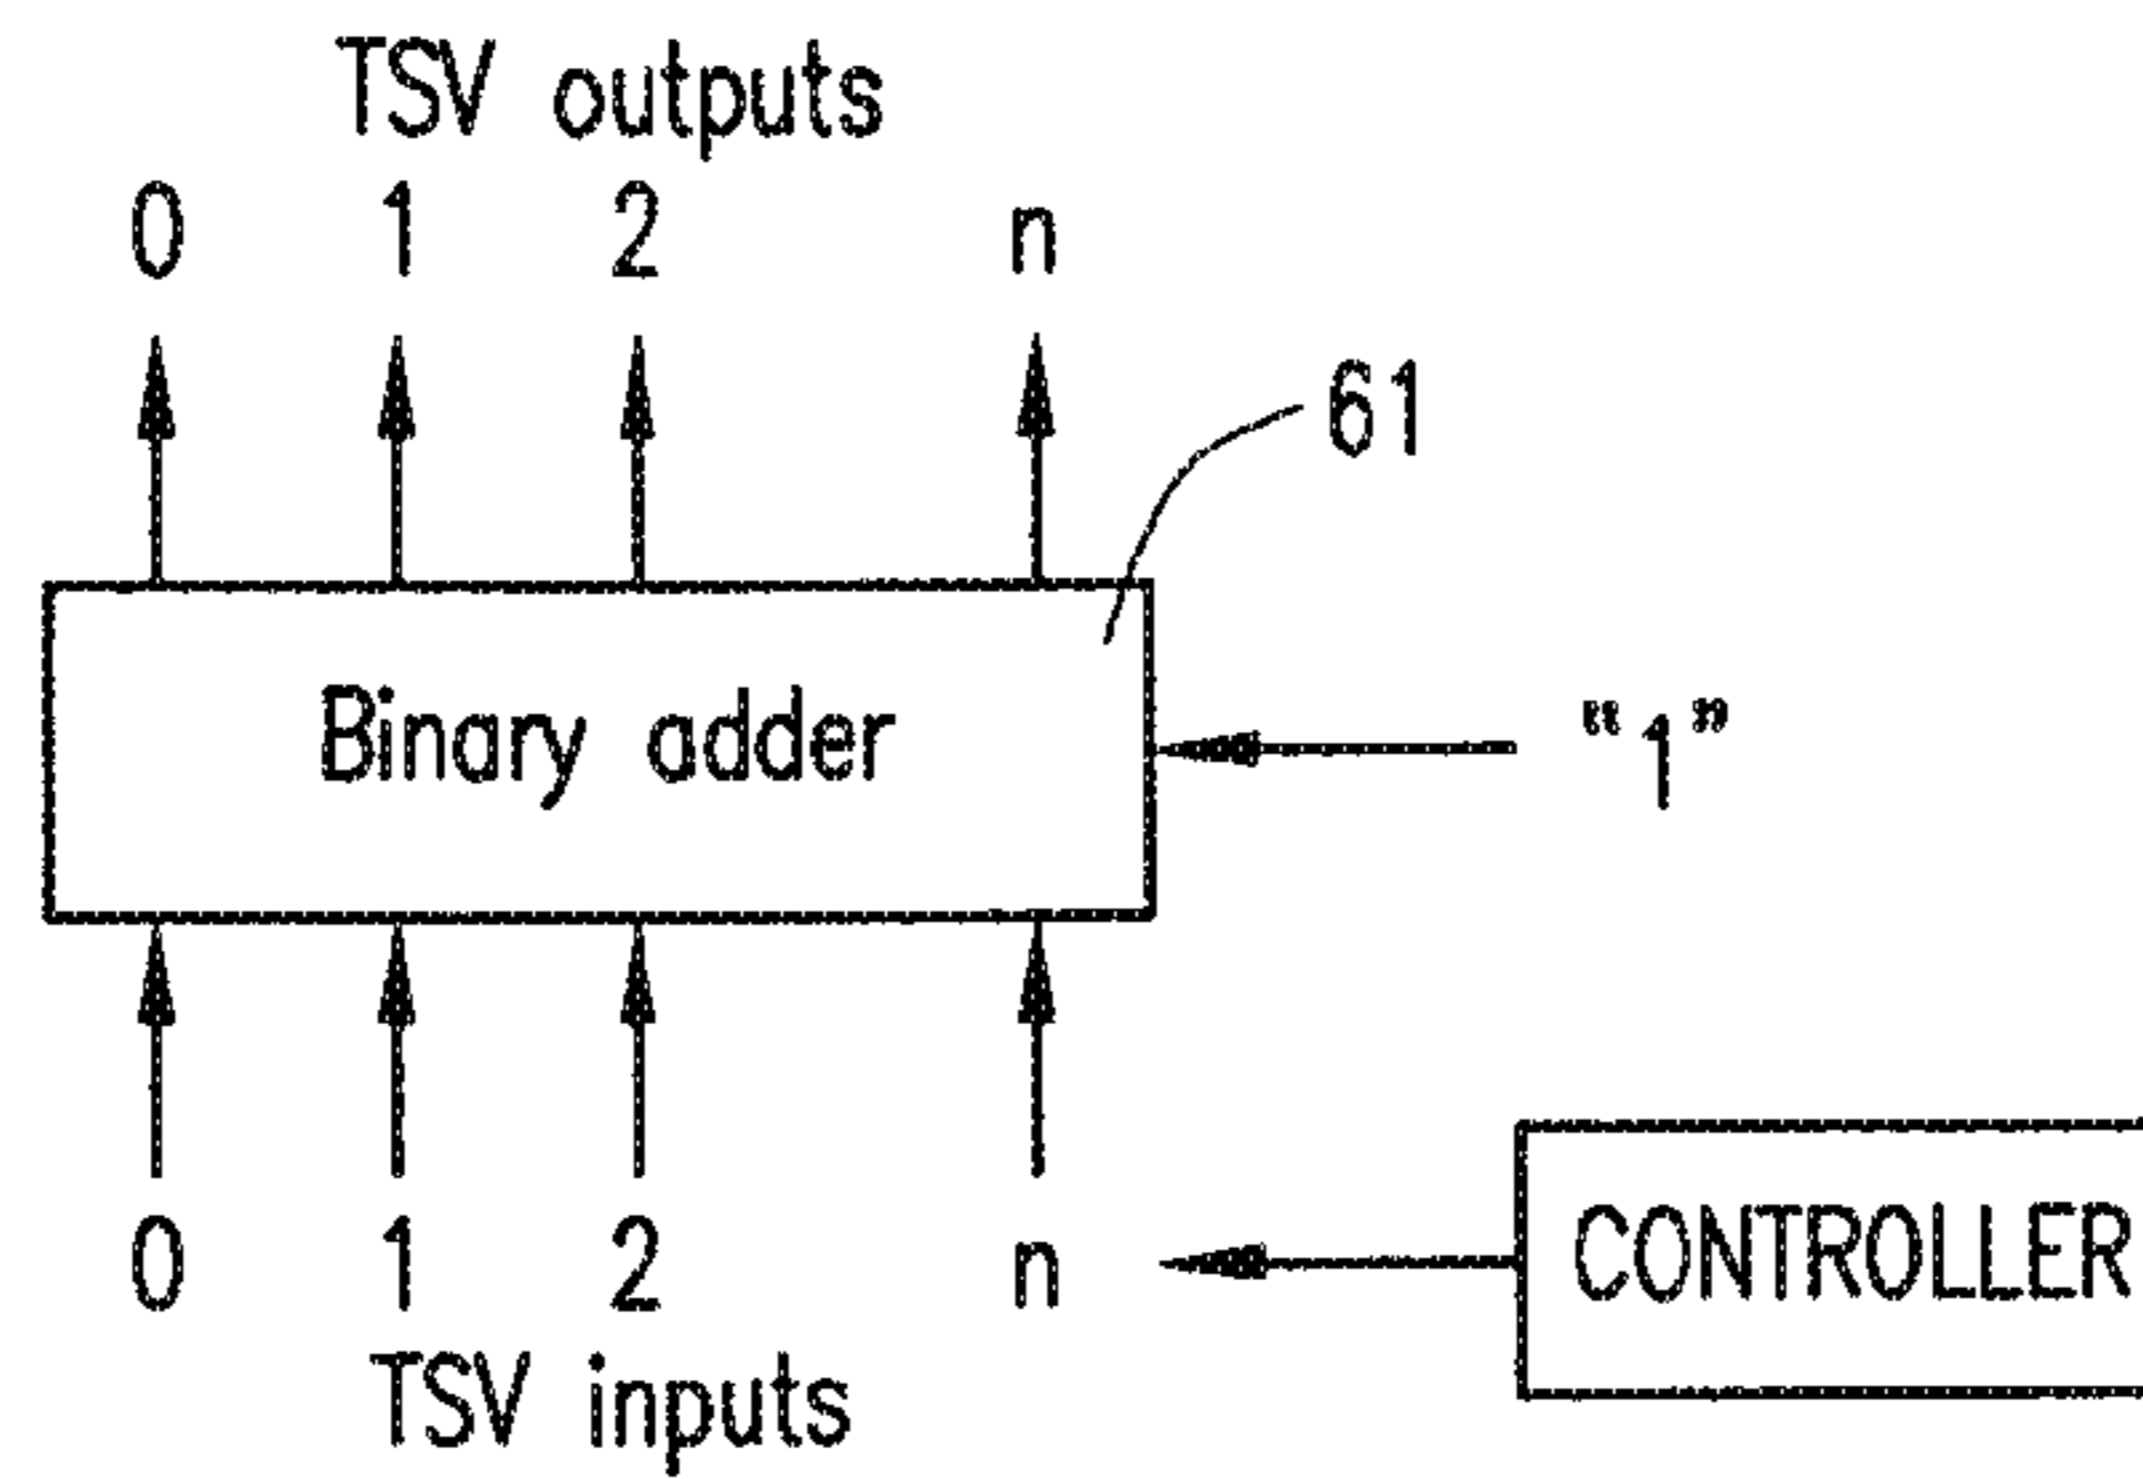 TSV outputs
0 1 2 n
61
Binary adder
“1”
0 1 2 n
CONTROLLER
TSV inputs